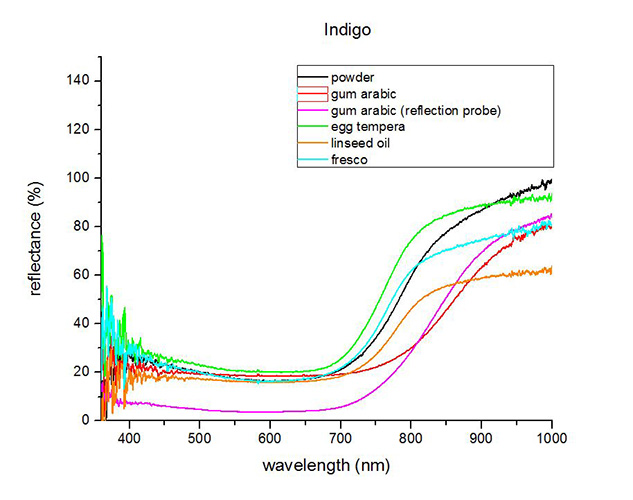 Indigo
powder
gum arabic
gum arabic (reflection probe)
egg tempera
linseed oil
fresco
reflectance (%)
140
120
100
80
60
40
20
0
400 500 600 700 800 900 1000
wavelength (nm)